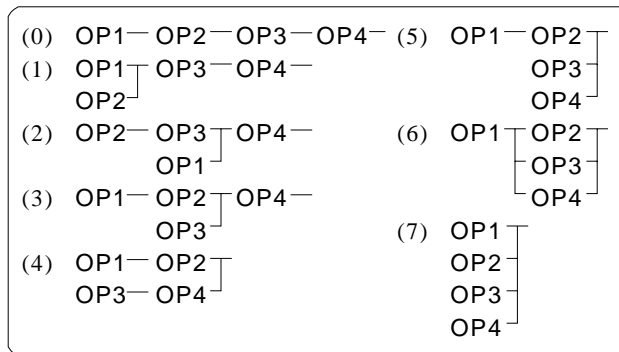 (0) OP1 OP2 OP3 OP4
(1) OP1 OP3 OP4
OP2
(2) OP2 OP3 OP4
OP1
(3) OP1 OP2 OP4
OP3
(4) OP1 OP2
OP3 OP4
(5) OP1 OP2
OP3
OP4
(6) OP1 OP2
OP3
OP4
(7) OP1
OP2
OP3
OP4